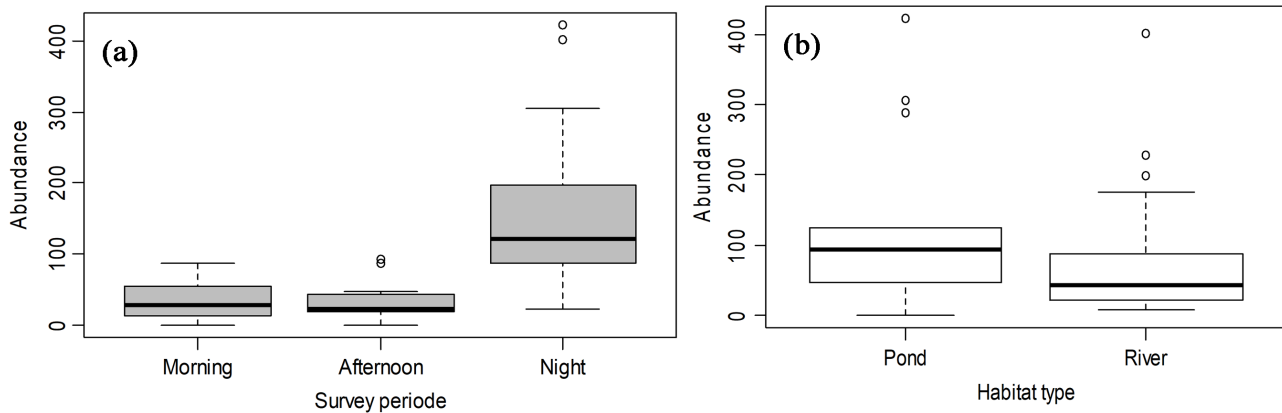 (a)
Abundance
400
300
200
100
0
Morning Afternoon Night
Survey periode
(b)
Abundance
400
300
200
100
0
Pond River
Habitat type